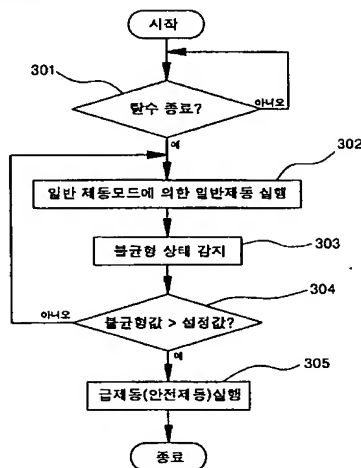 시작
301
탈수 종료?
아니오
예
302
일반 제동모드에 의한 일반제동 실행
불균형 상태 감지
303
304
불균형값 > 설정값?
아니오
예
305
급제동(안전제동)실행
종료